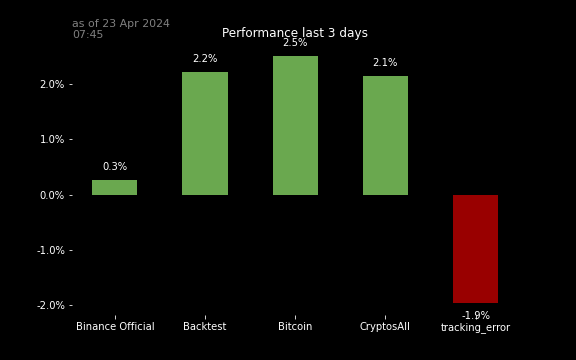 as of 23 Apr 2024
07:45
Performance last 3 days
2.5%
2.2%
2.1%
0.3%
-1.9%
2.0%
1.0%
0.0%
-1.0%
-2.0%
Binance Official
Backtest
Bitcoin
CryptosAll
tracking_error